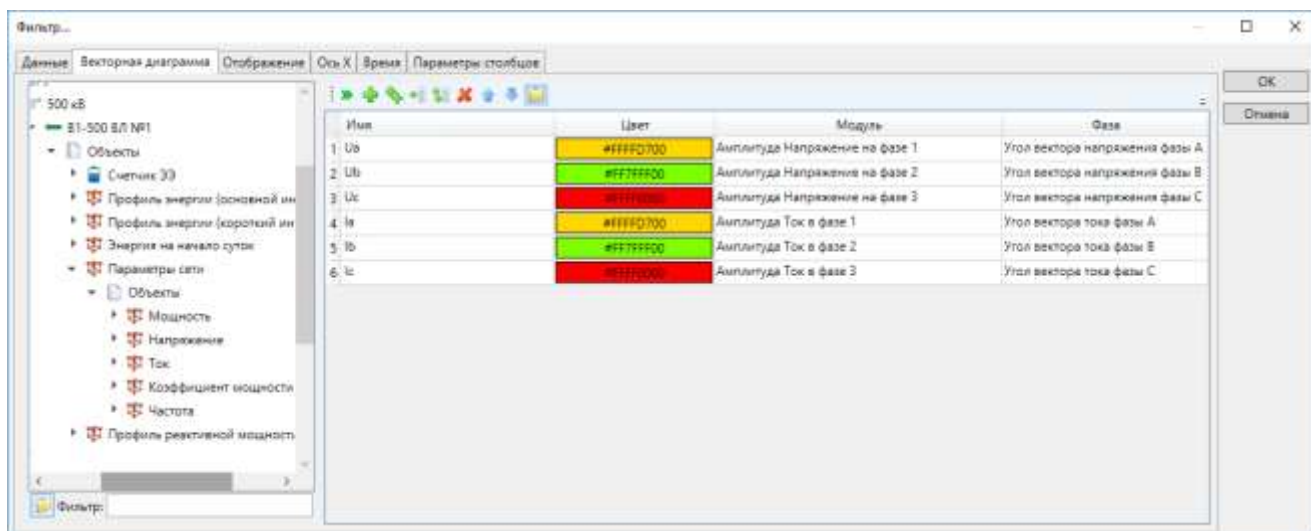 Фильтр...
Данные Векторная диаграмма Отображение Ось X Время Параметры столбцов
OK
Отмена
500 кВ
В1-500 ВЛ №1
Объекты
Счетчик ЭЭ
Профиль энергии (основной ин
Профиль энергии (короткий ин
Энергия на начало суток
Параметры сети
Объекты
Мощность
Напряжение
Ток
Коэффициент мощности
Частота
Профиль реактивной мощност
Фильтр:
Имя Цвет Модуль Фаза
1 Ua #FFFFD700 Амплитуда Напряжение на фазе 1 Угол вектора напряжения фазы A
2 Ub #FF7FFF00 Амплитуда Напряжение на фазе 2 Угол вектора напряжения фазы B
3 Uc #FFFF0000 Амплитуда Напряжение на фазе 3 Угол вектора напряжения фазы C
4 Ia #FFFFD700 Амплитуда Ток в фазе 1 Угол вектора тока фазы A
5 Ib #FF7FFF00 Амплитуда Ток в фазе 2 Угол вектора тока фазы B
6 Ic #FFFF0000 Амплитуда Ток в фазе 3 Угол вектора тока фазы C